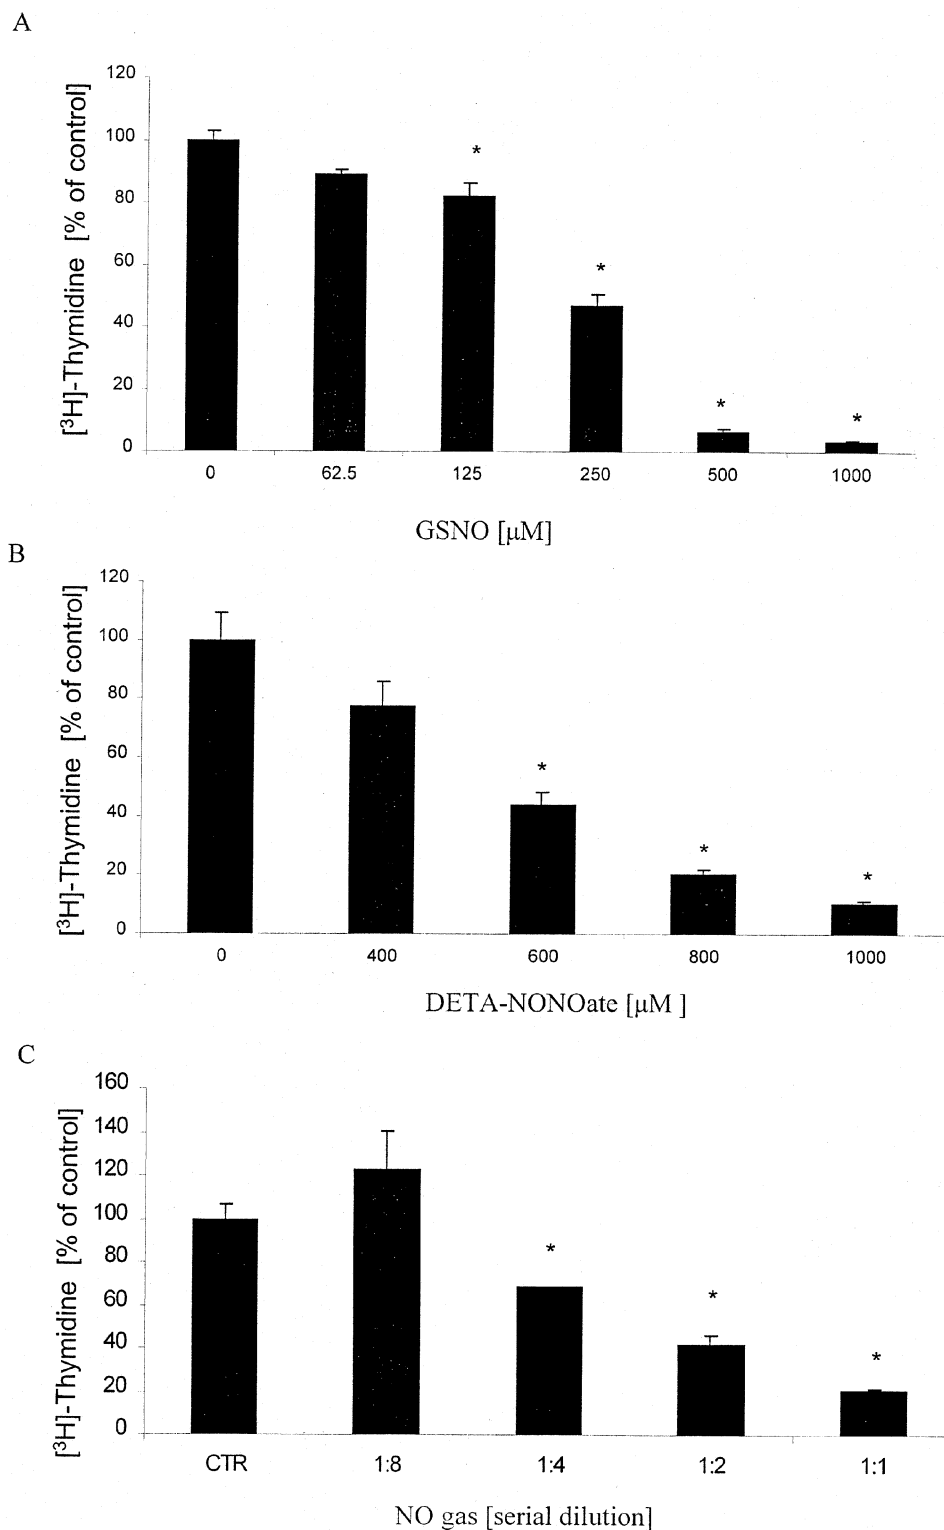 A
[³H]-Thymidine [% of control]
120
100
80
60
40
20
0
*
*
*
*
0 62.5 125 250 500 1000
GSNO [μM]
B
[³H]-Thymidine [% of control]
120
100
80
60
40
20
0
*
*
*
0 400 600 800 1000
DETA-NONOate [μM ]
C
[³H]-Thymidine [% of control]
160
140
120
100
80
60
40
20
0
*
*
*
CTR 1:8 1:4 1:2 1:1
NO gas [serial dilution]